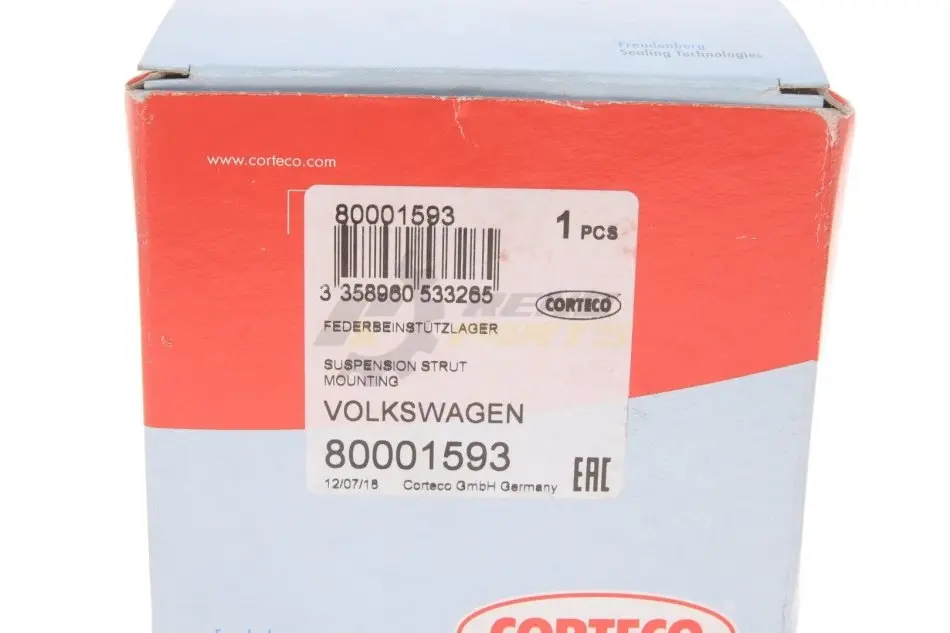 Freudenberg
Sealing Technologies
www.corteco.com
80001593
1 PCS
3 358960 533265
CORTECO
FEDERBEINSTÜTZLAGER
SUSPENSION STRUT
MOUNTING
VOLKSWAGEN
80001593
12/07/18 Corteco GmbH Germany
EAC
CORTECO